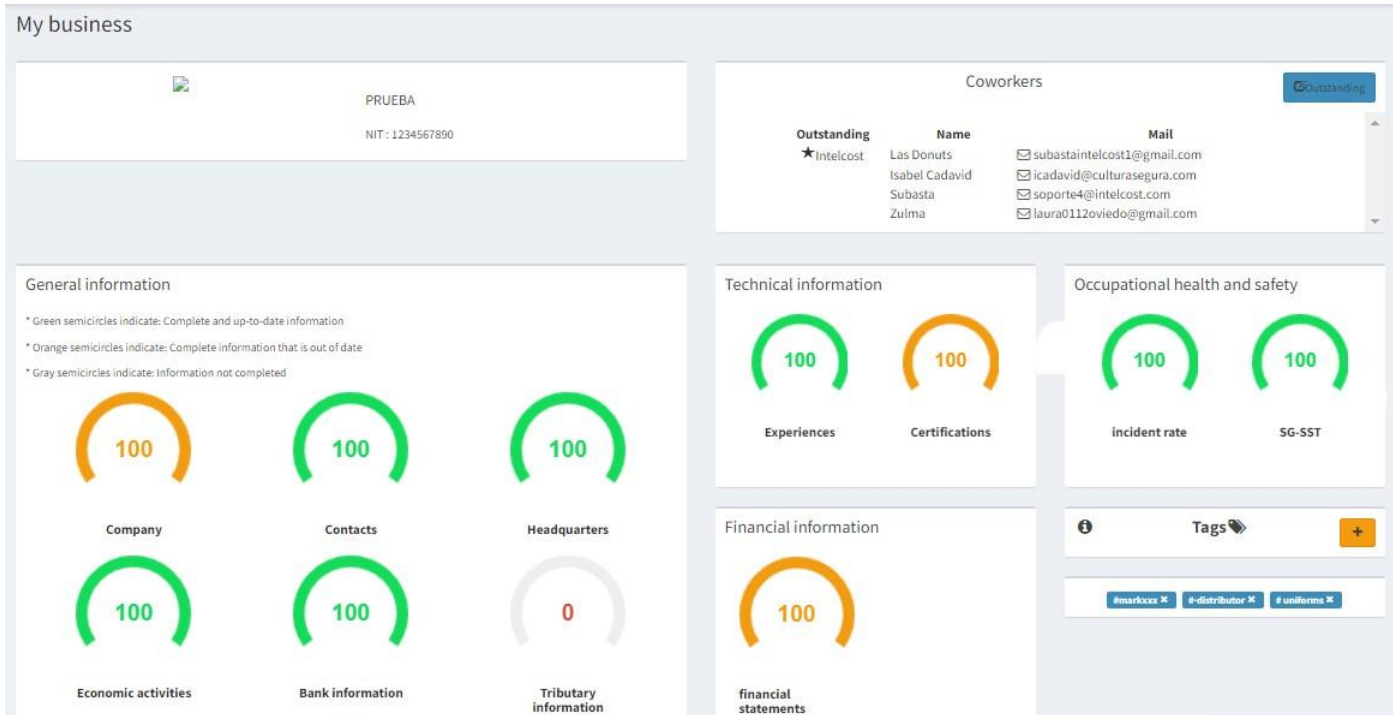 My business
PRUEBA
NIT : 1234567890
Coworkers
Outstanding
Outstanding Name Mail
★Intelcost Las Donuts subastaintelcost1@gmail.com
Isabel Cadavid icadavid@culturasegura.com
Subasta soporte4@intelcost.com
Zulma laura0112oviedo@gmail.com
General information
* Green semicircles indicate: Complete and up-to-date information
* Orange semicircles indicate: Complete information that is out of date
* Gray semicircles indicate: Information not completed
100 100 100
Company Contacts Headquarters
100 100 0
Economic activities Bank information Tributary
information
Technical information
100 100
Experiences Certifications
Occupational health and safety
100 100
incident rate SG-SST
Financial information
100
financial
statements
Tags
+
#markxxx ✖ #-distributor ✖ # uniforms ✖